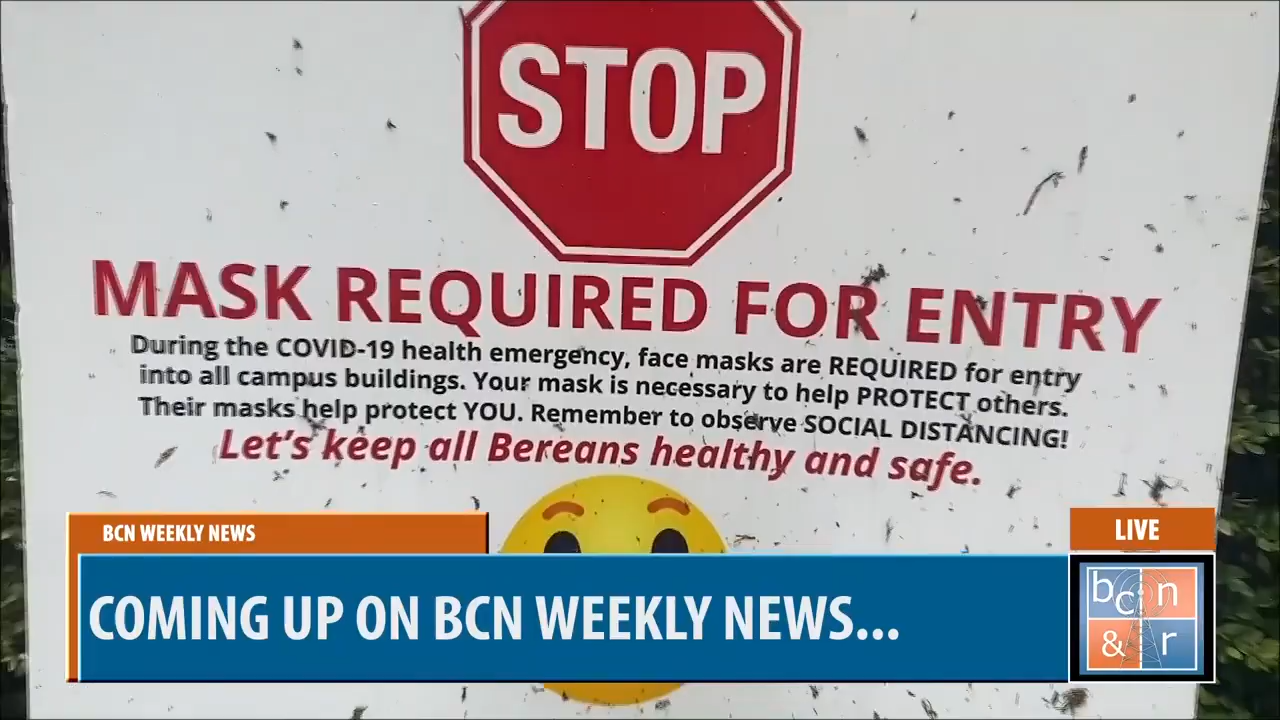 STOP
MASK REQUIRED FOR ENTRY
During the COVID-19 health emergency, face masks are REQUIRED for entry
into all campus buildings. Your mask is necessary to help PROTECT others.
Their masks help protect YOU. Remember to observe SOCIAL DISTANCING!
Let's keep all Bereans healthy and safe.
BCN WEEKLY NEWS
LIVE
COMING UP ON BCN WEEKLY NEWS...
bcn
& r